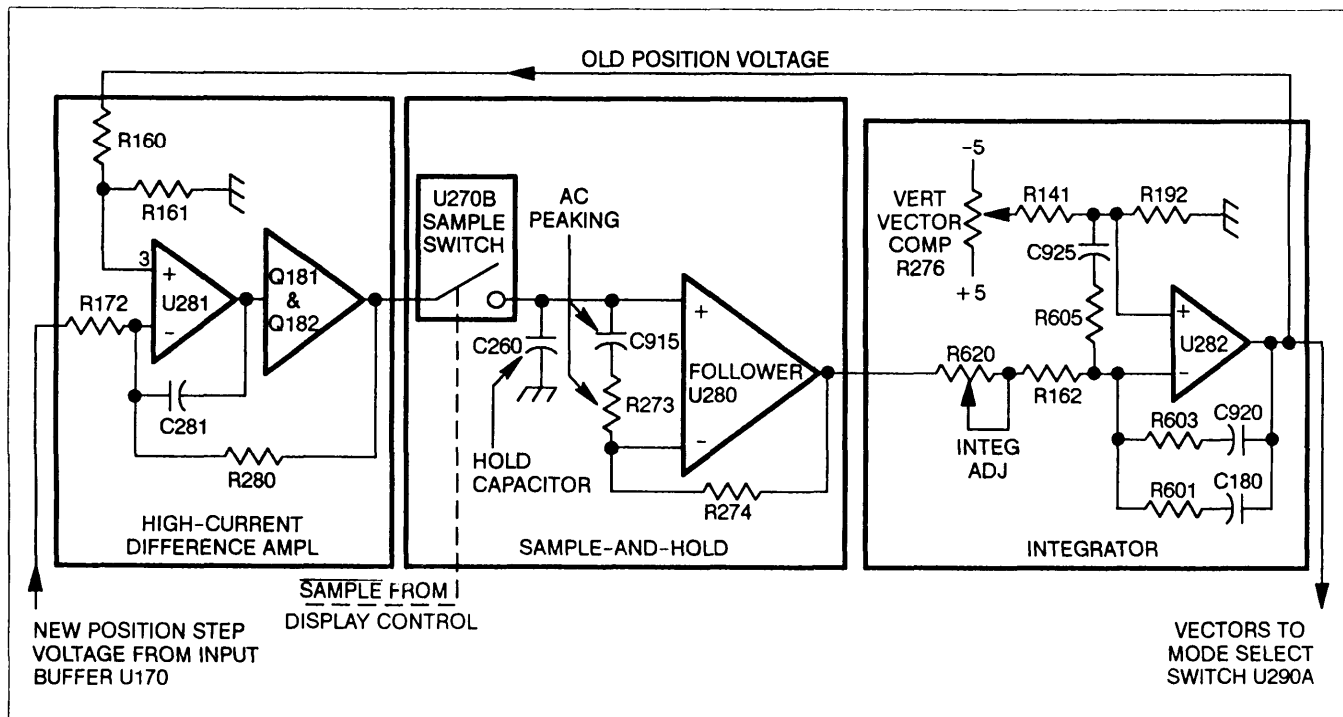 OLD POSITION VOLTAGE
R160
R161
3
+
U281
-
Q181
&
Q182
R172
C281
R280
HIGH-CURRENT
DIFFERENCE AMPL
NEW POSITION STEP
VOLTAGE FROM INPUT
BUFFER U170
U270B
SAMPLE
SWITCH
AC
PEAKING
C260
C915
R273
HOLD
CAPACITOR
+
FOLLOWER
U280
-
R274
SAMPLE-AND-HOLD
SAMPLE FROM
DISPLAY CONTROL
-5
VERT
VECTOR
COMP
R276
+5
R141
R192
C925
R605
R620
R162
INTEG
ADJ
+
U282
-
R603
C920
R601
C180
INTEGRATOR
VECTORS TO
MODE SELECT
SWITCH U290A